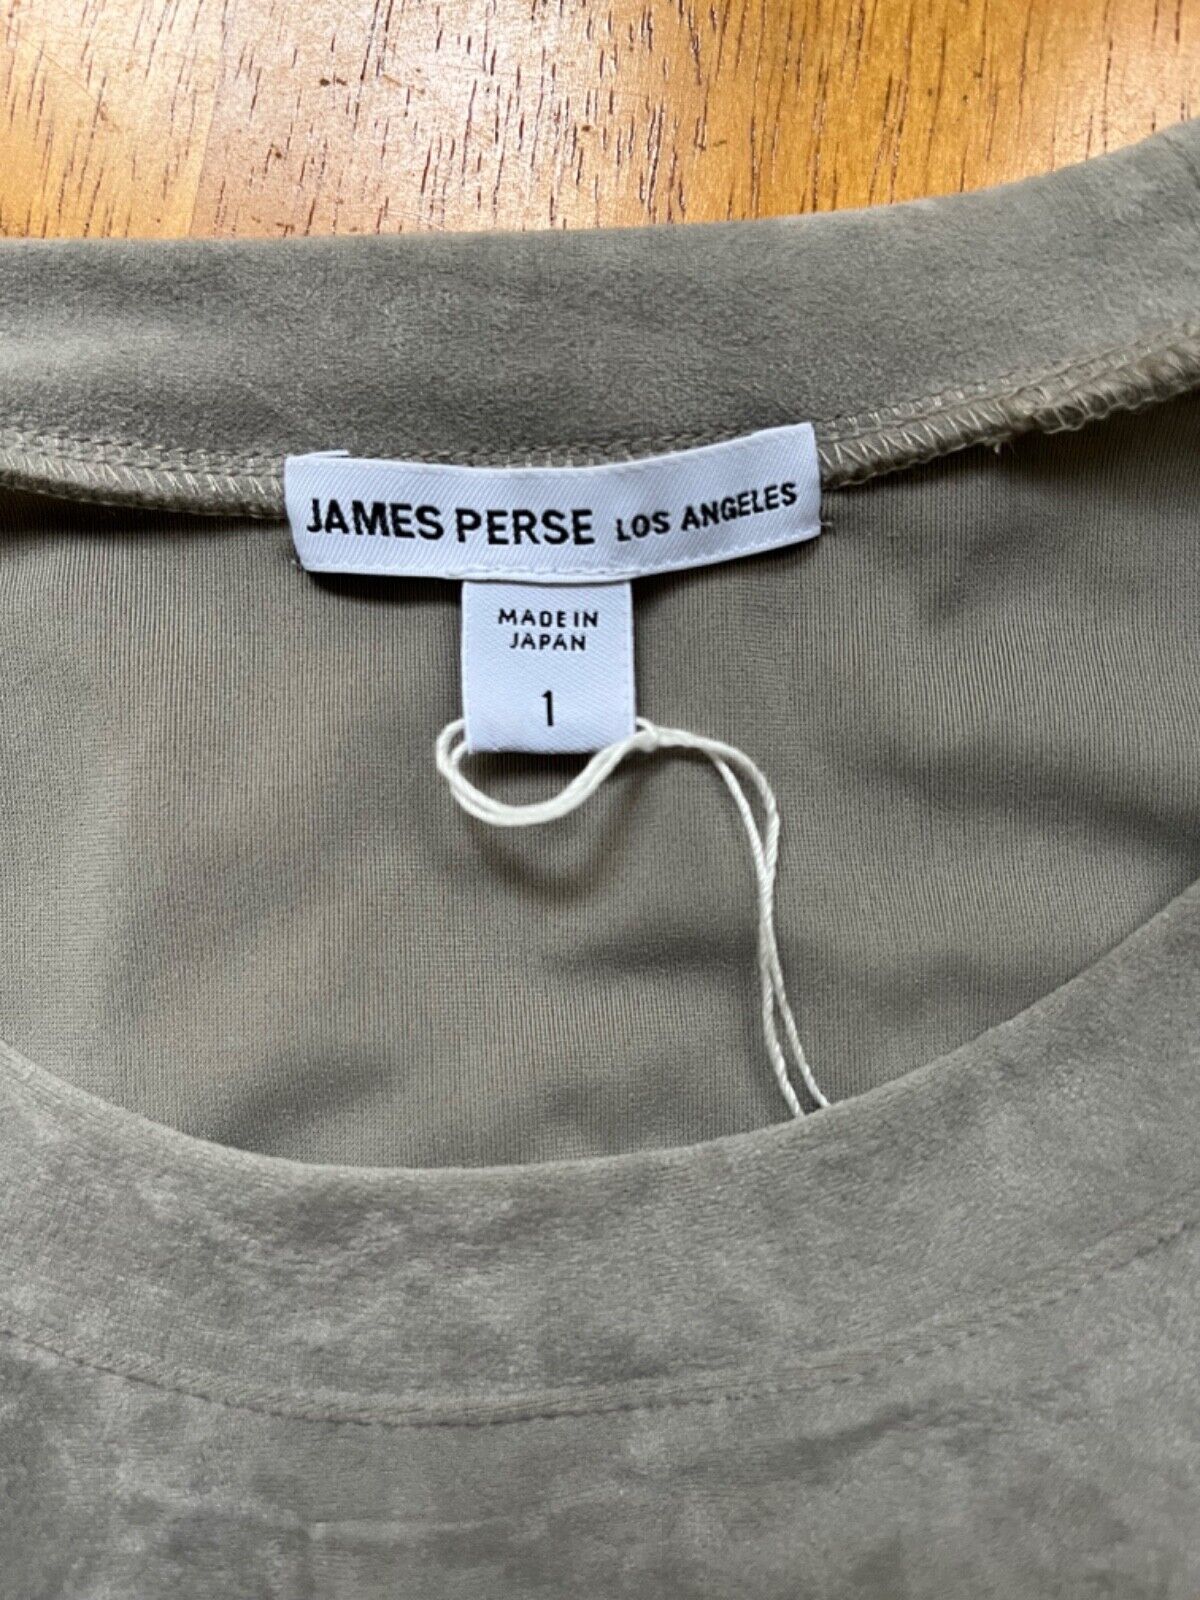 JAMES PERSE LOS ANGELES
MADE IN
JAPAN
1